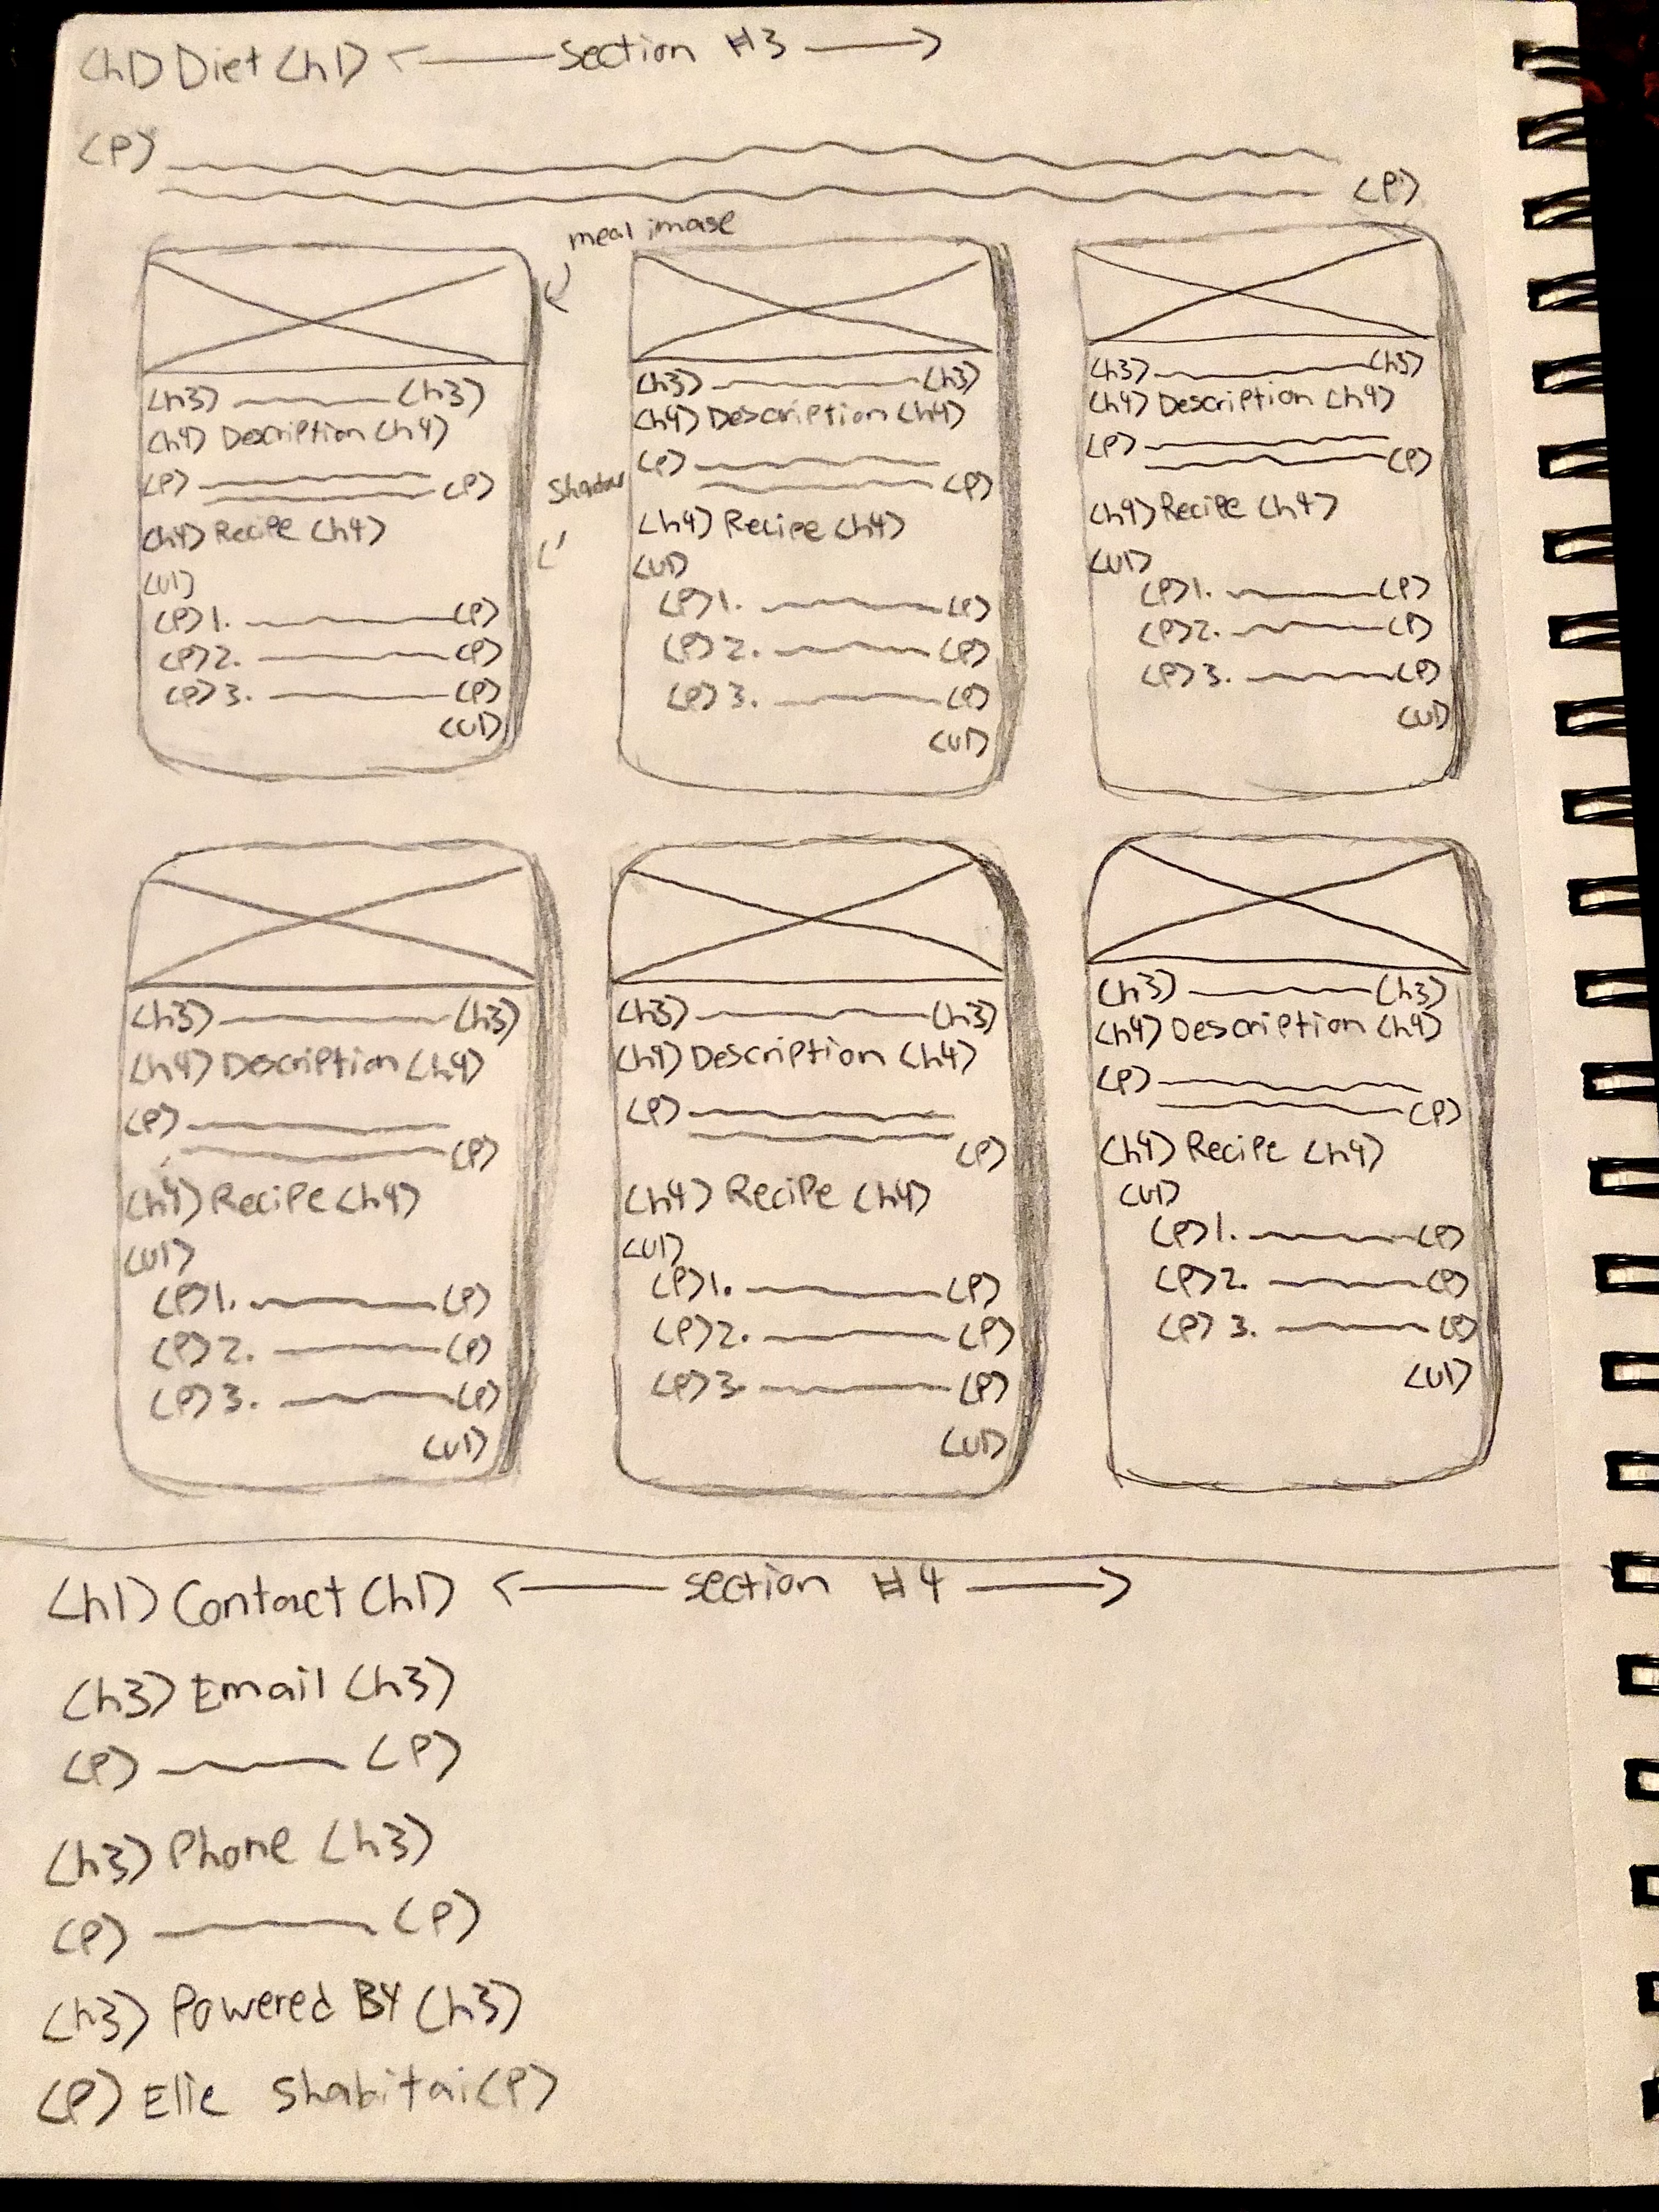 <h1> Diet <h1> <— section #3 —>
<P>
<P>
meal image
<h3> <h3>
<h4> Description <h4>
<P> <P>
<h4> Recipe <h4>
<ul>
<P> 1. <P>
<P> 2. <P>
<P> 3. <P>
<ul>
shadow
<h3> <h3>
<h4> Description <h4>
<P> <P>
<h4> Recipe <h4>
<ul>
<P> 1. <P>
<P> 2. <P>
<P> 3. <P>
<ul>
<h3> <h3>
<h4> Description <h4>
<P> <P>
<h4> Recipe <h4>
<ul>
<P> 1. <P>
<P> 2. <P>
<P> 3. <P>
<ul>
<h3> <h3>
<h4> Description <h4>
<P> <P>
<h4> Recipe <h4>
<ul>
<P> 1. <P>
<P> 2. <P>
<P> 3. <P>
<ul>
<h3> <h3>
<h4> Description <h4>
<P> <P>
<h4> Recipe <h4>
<ul>
<P> 1. <P>
<P> 2. <P>
<P> 3. <P>
<ul>
<h3> <h3>
<h4> Description <h4>
<P> <P>
<h4> Recipe <h4>
<ul>
<P> 1. <P>
<P> 2. <P>
<P> 3. <P>
<ul>
<h1> Contact <h1> <— section #4 —>
<h3> Email <h3>
<P> <P>
<h3> Phone <h3>
<P> <P>
<h3> Powered BY <h3>
<P> Elie Shabitai <P>